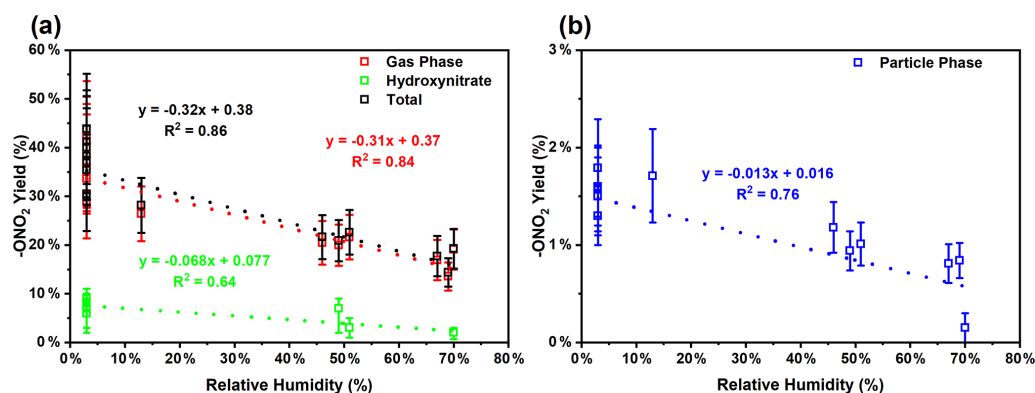 (a)
60 %
50 %
40 %
30 %
20 %
10 %
0 %
-ONO₂ Yield (%)
Gas Phase
Hydroxynitrate
Total
y = -0.32x + 0.38
R² = 0.86
y = -0.31x + 0.37
R² = 0.84
y = -0.068x + 0.077
R² = 0.64
0% 10% 20% 30% 40% 50% 60% 70% 80%
Relative Humidity (%)
(b)
3 %
2 %
1 %
0 %
-ONO₂ Yield (%)
Particle Phase
y = -0.013x + 0.016
R² = 0.76
0% 10% 20% 30% 40% 50% 60% 70% 80%
Relative Humidity (%)